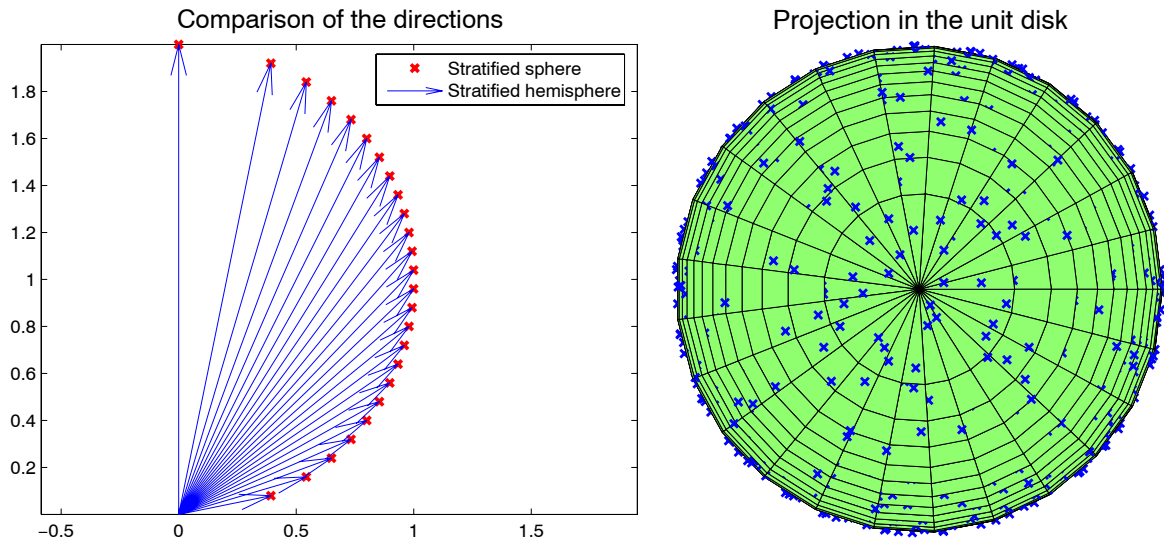 Comparison of the directions
Projection in the unit disk
Stratified sphere
Stratified hemisphere
1.8
1.6
1.4
1.2
1
0.8
0.6
0.4
0.2
−0.5 0 0.5 1 1.5